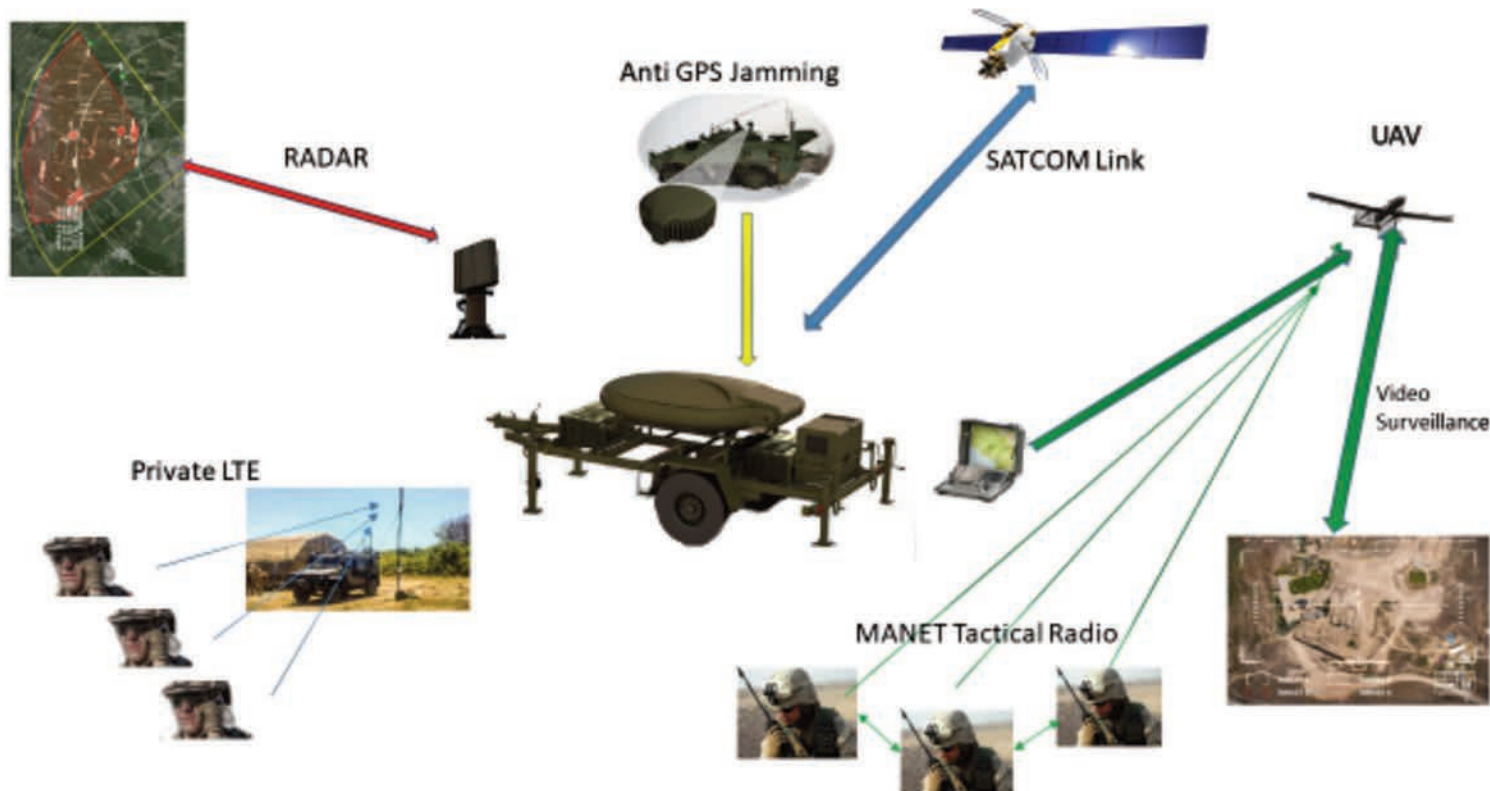 Anti GPS Jamming
RADAR
SATCOM Link
UAV
Video
Surveillance
Private LTE
MANET Tactical Radio